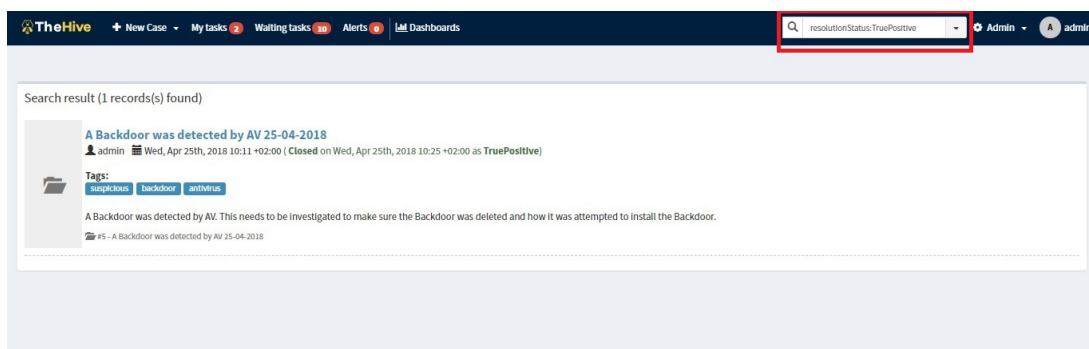 TheHive + New Case My tasks 2 Waiting tasks 10 Alerts 0 Dashboards resolutionStatus:TruePositive Admin A admin
Search result (1 records(s) found)
A Backdoor was detected by AV 25-04-2018
admin Wed, Apr 25th, 2018 10:11 +02:00 ( Closed on Wed, Apr 25th, 2018 10:25 +02:00 as TruePositive)
Tags:
suspicious backdoor antivirus
A Backdoor was detected by AV. This needs to be investigated to make sure the Backdoor was deleted and how it was attempted to install the Backdoor.
#5 - A Backdoor was detected by AV 25-04-2018